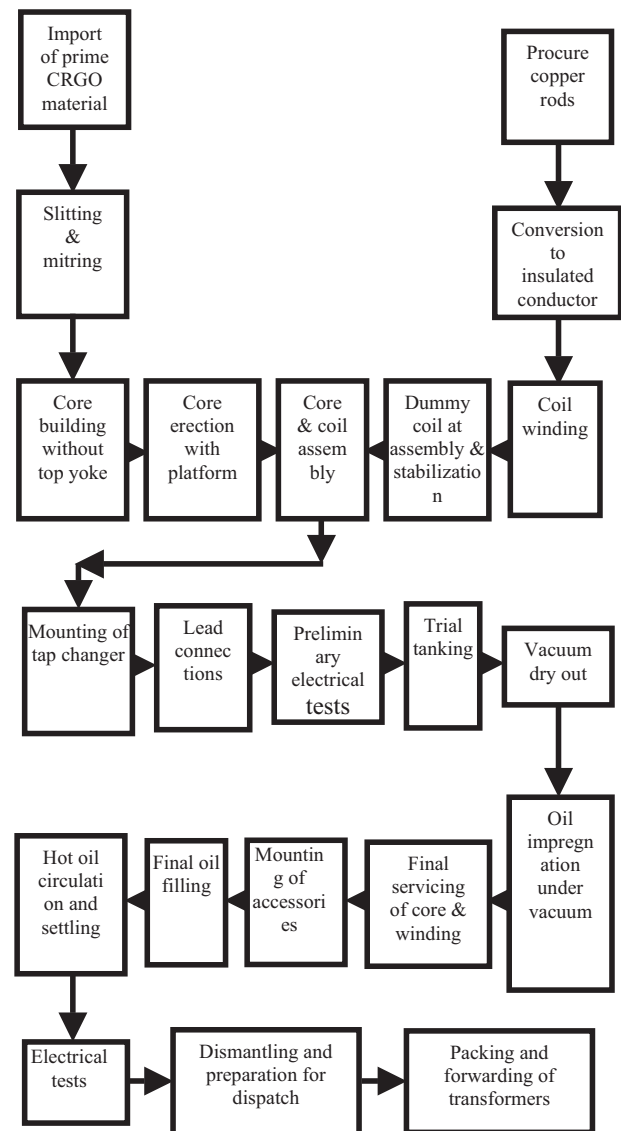 Import
of prime
CRGO
material
Procure
copper
rods
Slitting
&
mitring
Conversion
to
insulated
conductor
Core
building
without
top yoke
Core
erection
with
platform
Core
& coil
assem
bly
Dummy
coil at
assembly &
stabilizatio
n
Coil
winding
Mounting of
tap changer
Lead
connec
tions
Prelimin
ary
electrical
tests
Trial
tanking
Vacuum
dry out
Hot oil
circulati
on and
settling
Final oil
filling
Mountin
g of
accessori
es
Final
servicing
of core &
winding
Oil
impregn
ation
under
vacuum
Electrical
tests
Dismantling and
preparation for
dispatch
Packing and
forwarding of
transformers